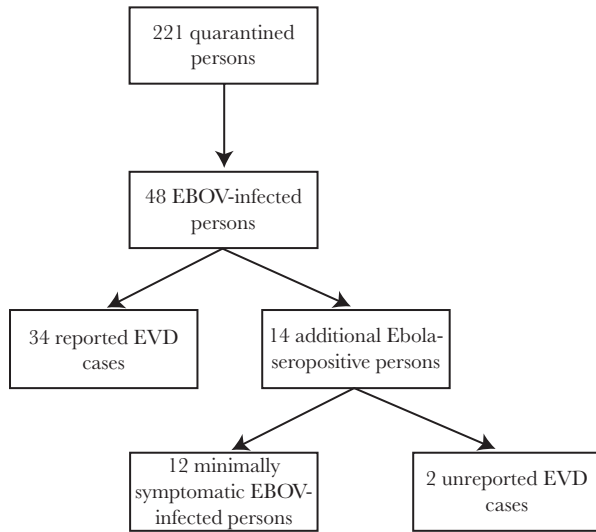 221 quarantined
persons
48 EBOV-infected
persons
34 reported EVD
cases
14 additional Ebola-
seropositive persons
12 minimally
symptomatic EBOV-
infected persons
2 unreported EVD
cases